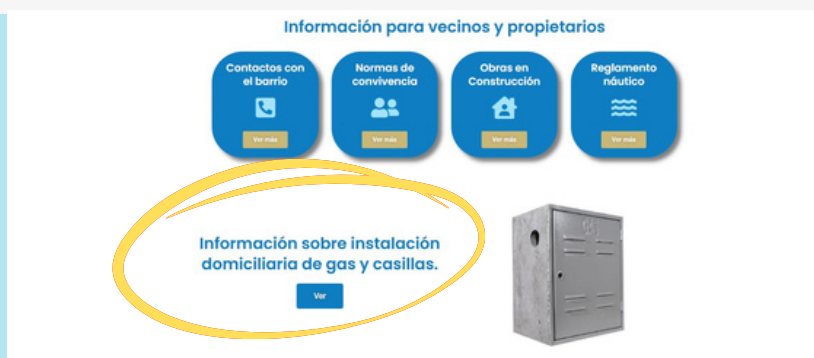 Información para vecinos y propietarios
Contactos con
el barrio
Ver más
Normas de
convivencia
Ver más
Obras en
Construcción
Ver más
Reglamento
náutico
Ver más
Información sobre instalación
domiciliaria de gas y casillas.
Ver